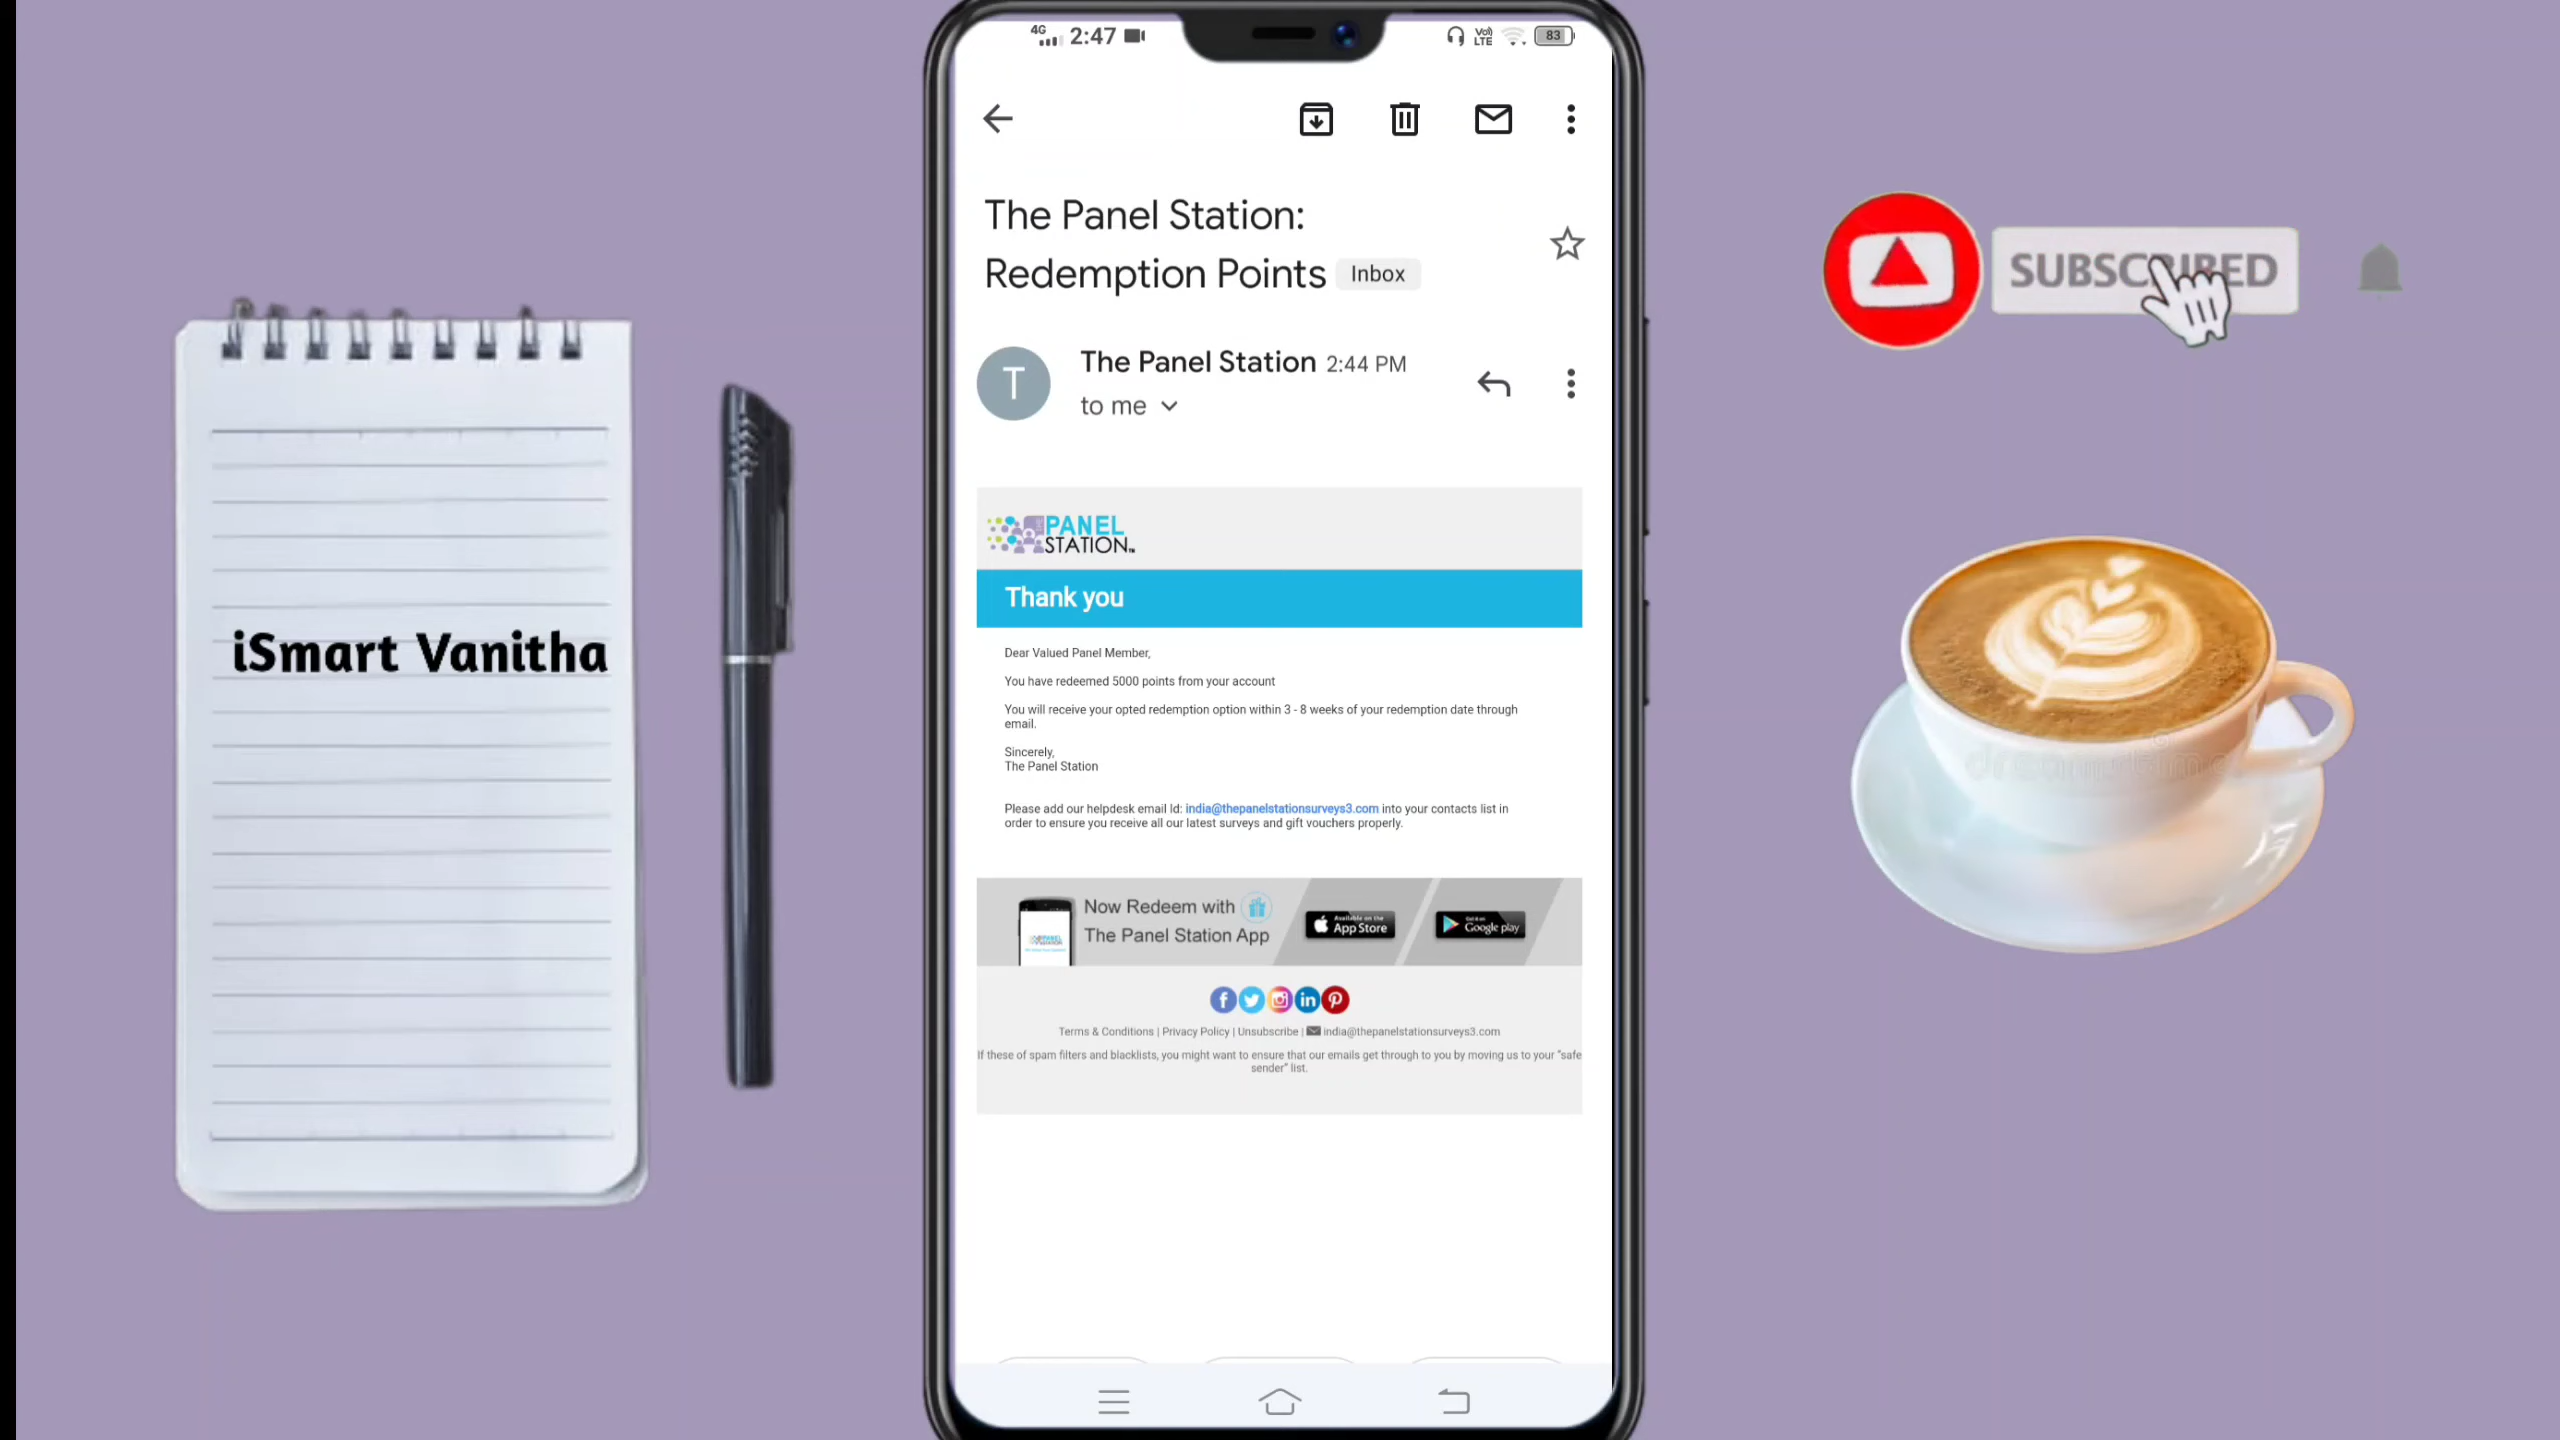 4G 2:47 Vo) LTE 83
The Panel Station:
Redemption Points Inbox
T The Panel Station 2:44 PM
to me
PANEL
STATION
Thank you
Dear Valued Panel Member,
You have redeemed 5000 points from your account
You will receive your opted redemption option within 3 - 8 weeks of your redemption date through
email.
Sincerely,
The Panel Station
Please add our helpdesk email Id: india@thepanelstationsurveys3.com into your contacts list in
order to ensure you receive all our latest surveys and gift vouchers properly.
Now Redeem with
The Panel Station App
Available on the
App Store
Get it on
Google play
Terms & Conditions | Privacy Policy | Unsubscribe | india@thepanelstationsurveys3.com
If these of spam filters and blacklists, you might want to ensure that our emails get through to you by moving us to your "safe
sender" list.
iSmart Vanitha
SUBSCRIBED